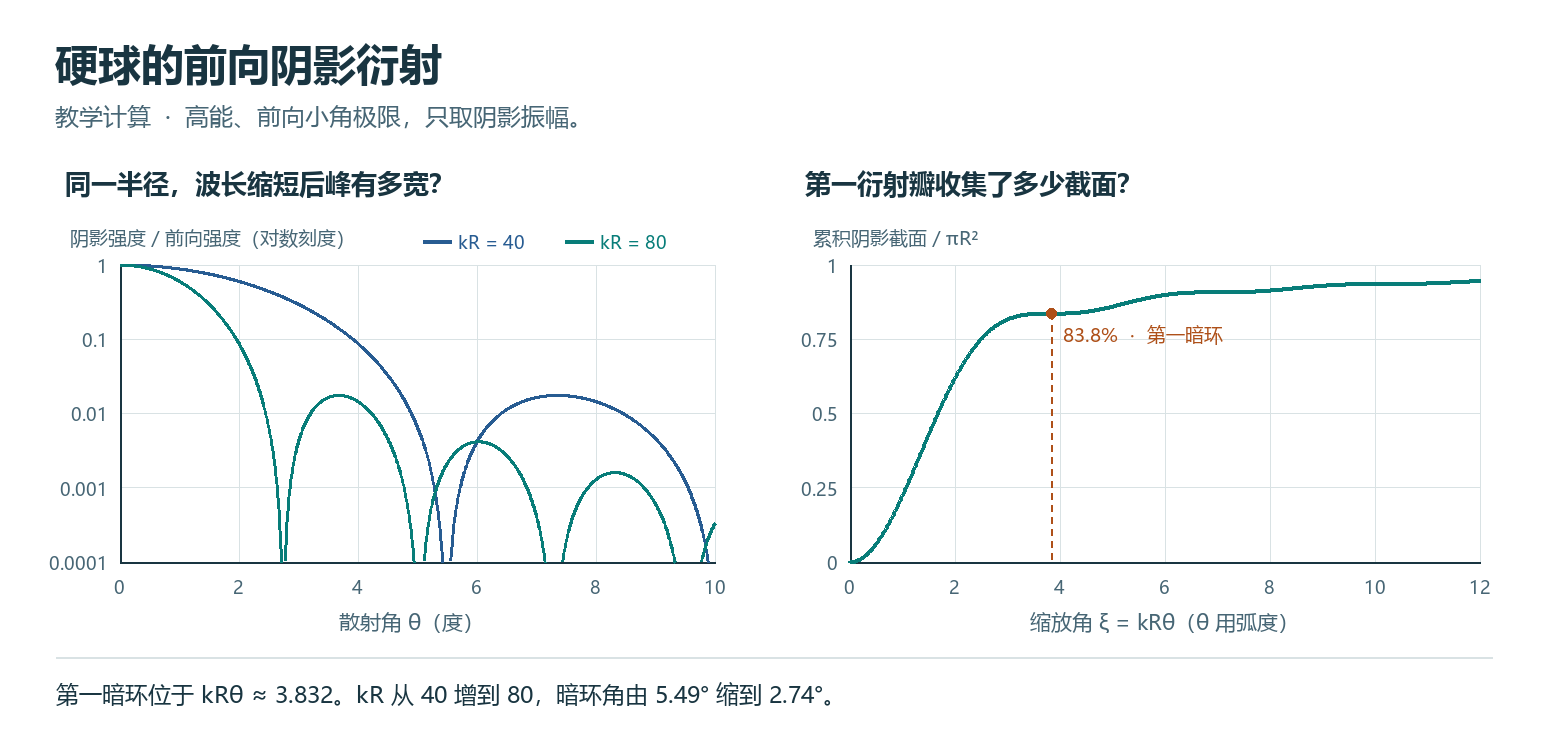 硬球的前向阴影衍射
教学计算 · 高能、前向小角极限，只取阴影振幅。
同一半径，波长缩短后峰有多宽？
阴影强度 / 前向强度（对数刻度）
kR = 40
kR = 80
1
0.1
0.01
0.001
0.0001
0
2
4
6
8
10
散射角 θ（度）
第一衍射瓣收集了多少截面？
累积阴影截面 / πR²
1
0.75
0.5
0.25
0
83.8% · 第一暗环
0
2
4
6
8
10
12
缩放角 ξ = kRθ（θ 用弧度）
第一暗环位于 kRθ ≈ 3.832。kR 从 40 增到 80，暗环角由 5.49° 缩到 2.74°。